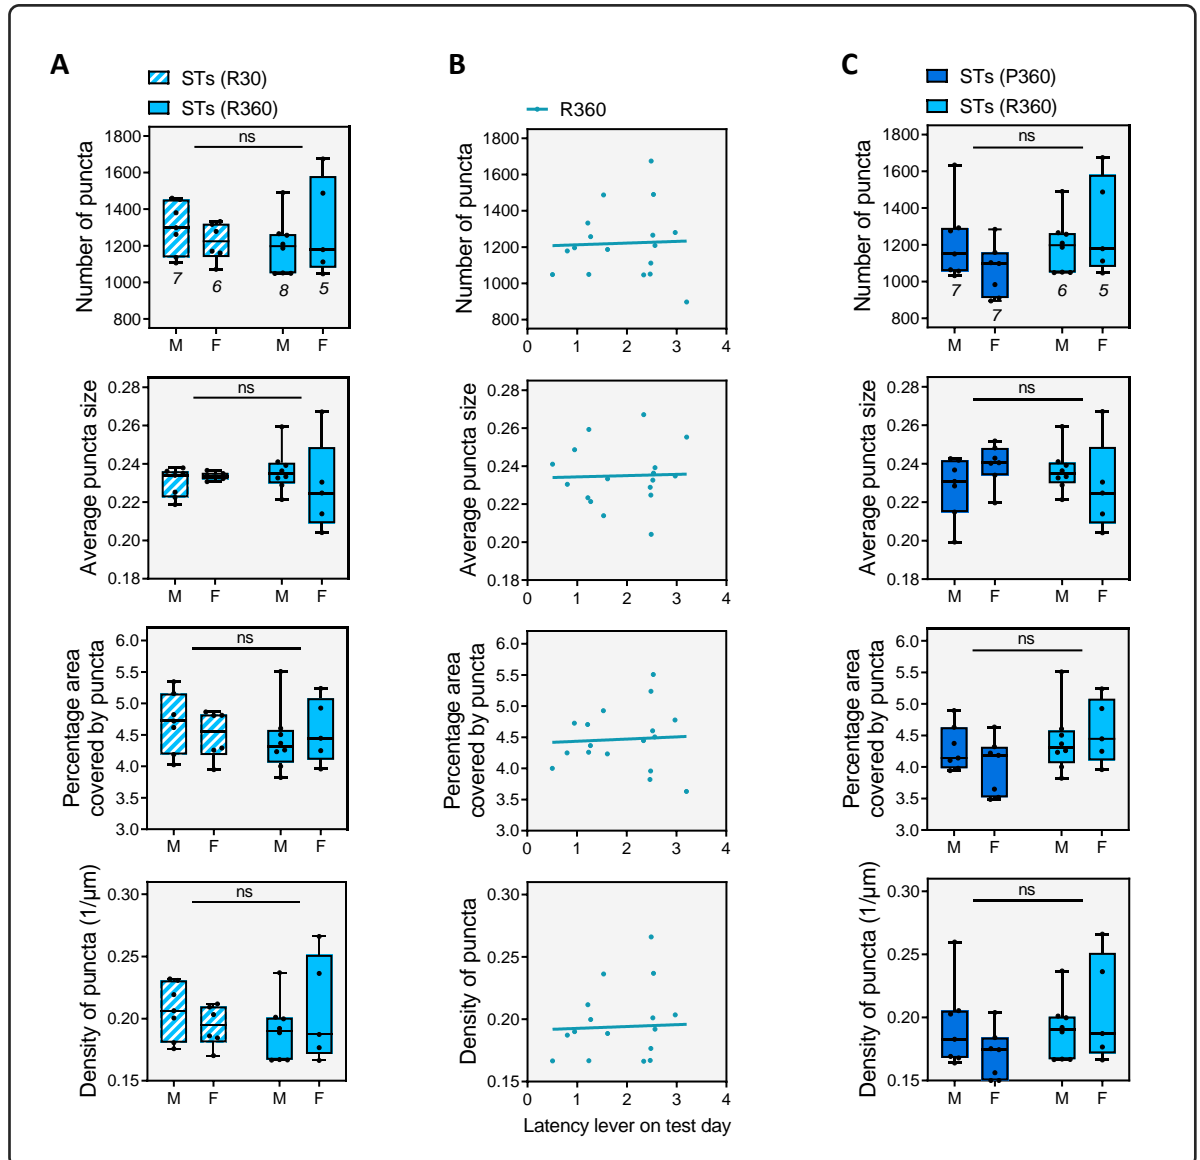 A
STs (R30)
STs (R360)
Number of puncta
1800
1600
1400
1200
1000
800
ns
7
6
8
5
M F M F
Average puncta size
0.28
0.26
0.24
0.22
0.20
0.18
ns
M F M F
Percentage area
covered by puncta
6.0
5.5
5.0
4.5
4.0
3.5
3.0
ns
M F M F
Density of puncta (1/µm)
0.30
0.25
0.20
0.15
ns
M F M F
B
R360
Number of puncta
1800
1600
1400
1200
1000
800
0 1 2 3 4
Average puncta size
0.28
0.26
0.24
0.22
0.20
0.18
0 1 2 3 4
Percentage area
covered by puncta
6.0
5.5
5.0
4.5
4.0
3.5
3.0
0 1 2 3 4
Density of puncta
0.30
0.25
0.20
0.15
0 1 2 3 4
Latency lever on test day
C
STs (P360)
STs (R360)
Number of puncta
1800
1600
1400
1200
1000
800
ns
7
7
6
5
M F M F
Average puncta size
0.28
0.26
0.24
0.22
0.20
0.18
ns
M F M F
Percentage area
covered by puncta
6.0
5.5
5.0
4.5
4.0
3.5
3.0
ns
M F M F
Density of puncta (1/µm)
0.30
0.25
0.20
0.15
ns
M F M F